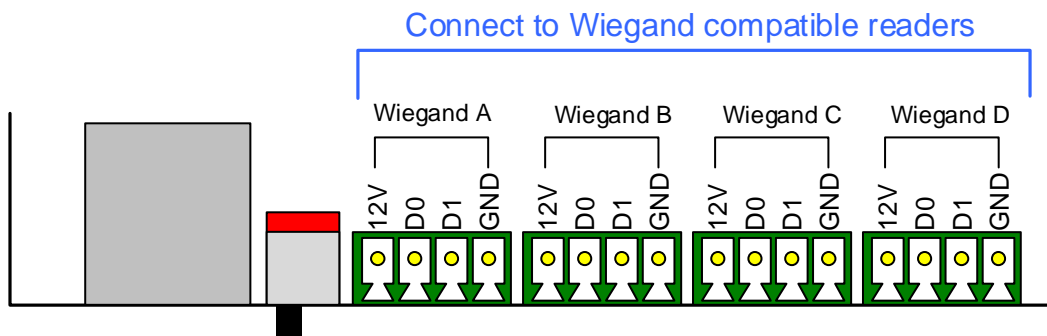 Connect to Wiegand compatible readers
Wiegand A
Wiegand B
Wiegand C
Wiegand D
12V
D0
D1
GND
12V
D0
D1
GND
12V
D0
D1
GND
12V
D0
D1
GND